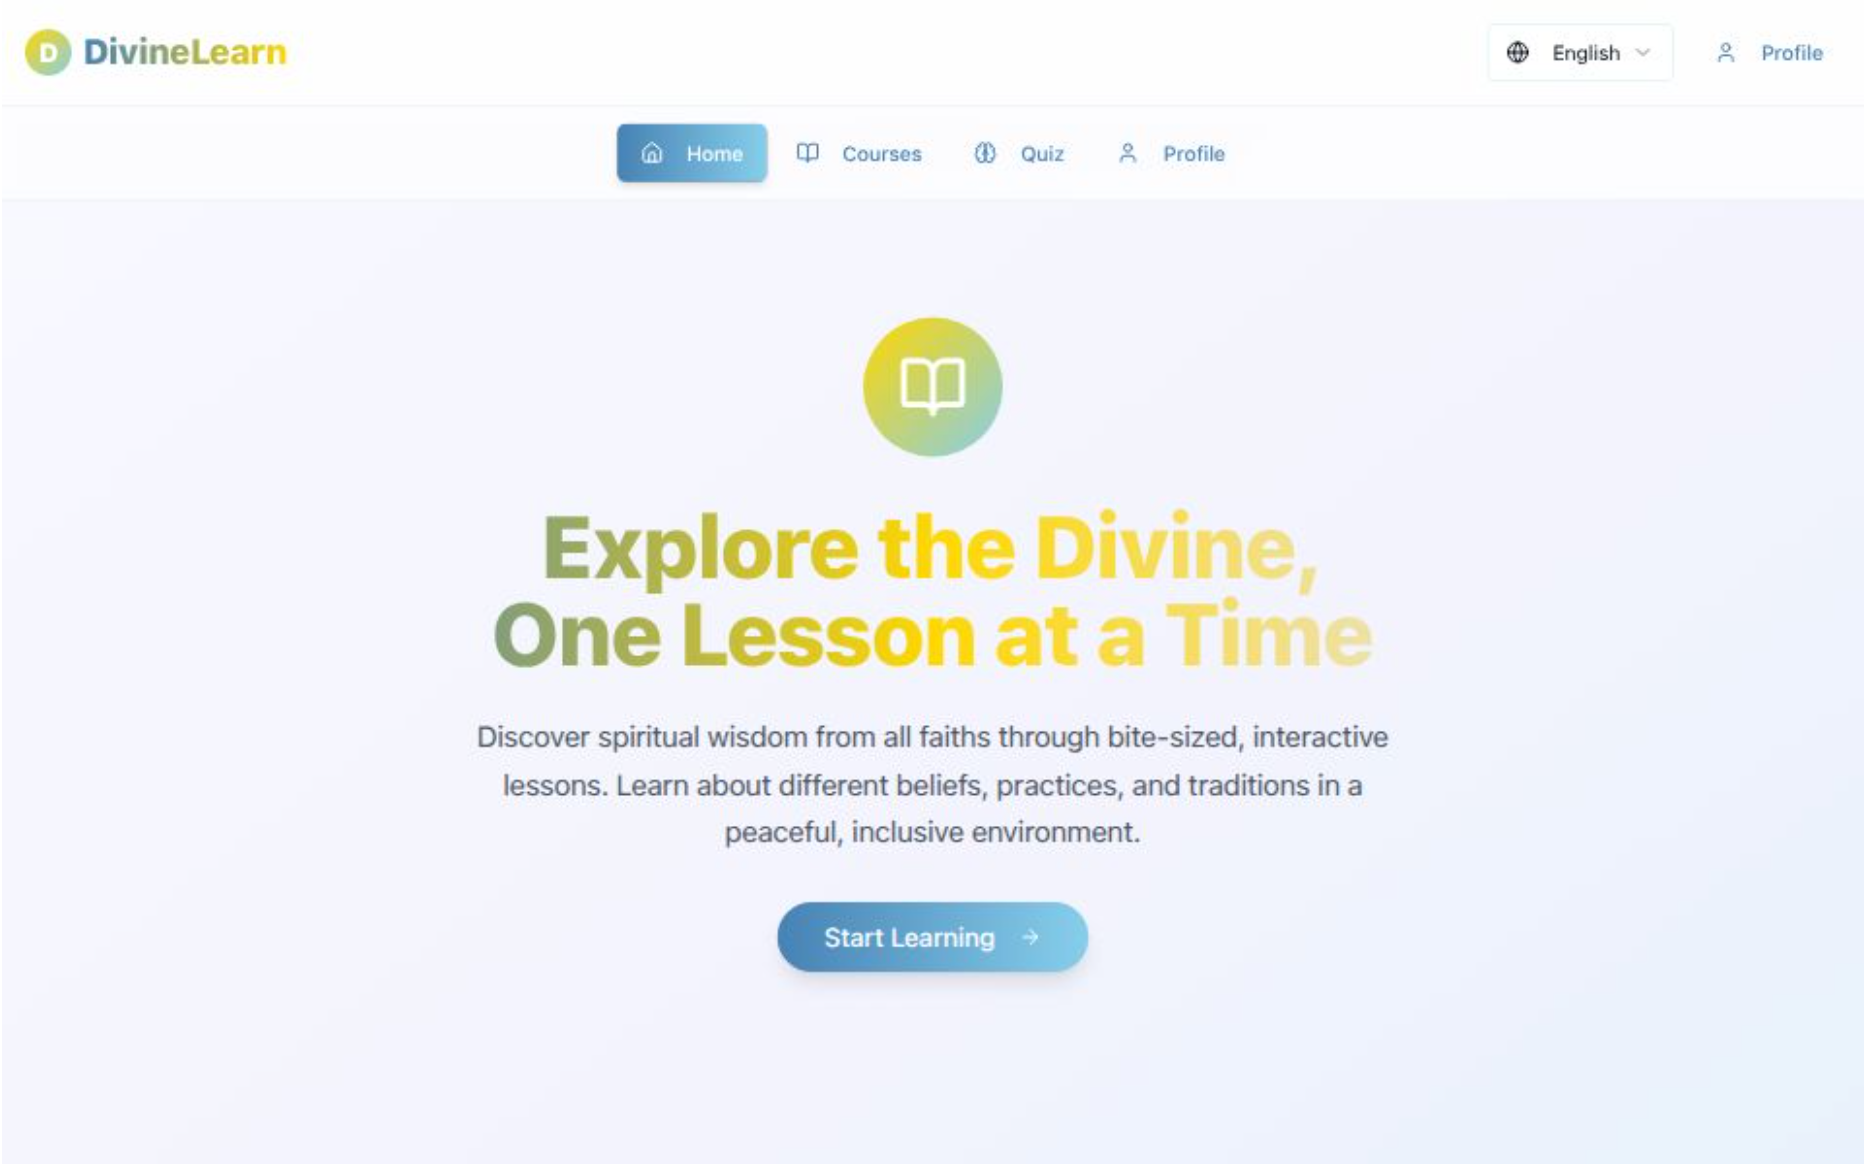 D DivineLearn
English
Profile
Home
Courses
Quiz
Profile
Explore the Divine,
One Lesson at a Time
Discover spiritual wisdom from all faiths through bite-sized, interactive
lessons. Learn about different beliefs, practices, and traditions in a
peaceful, inclusive environment.
Start Learning